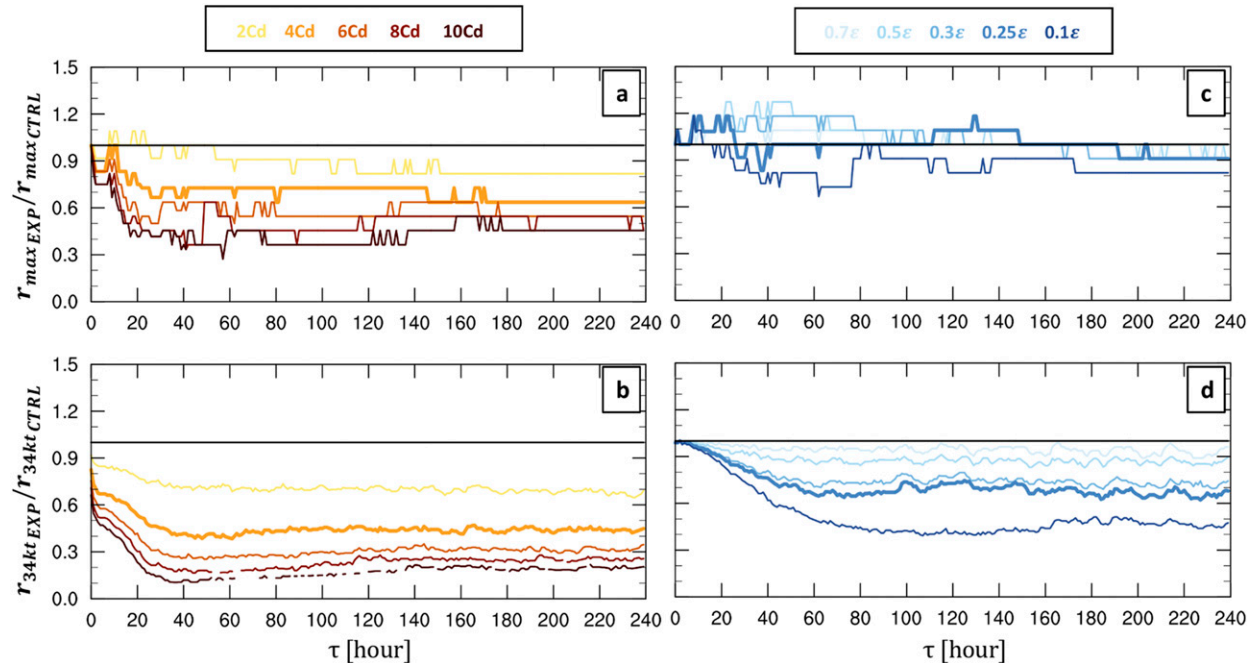 2Cd 4Cd 6Cd 8Cd 10Cd
0.7ε 0.5ε 0.3ε 0.25ε 0.1ε
r_maxEXP/r_maxCTRL
1.5
1.2
0.9
0.6
0.3
0.0
a
0 20 40 60 80 100 120 140 160 180 200 220 240
c
0 20 40 60 80 100 120 140 160 180 200 220 240
r_34ktEXP/r_34ktCTRL
1.5
1.2
0.9
0.6
0.3
0.0
b
0 20 40 60 80 100 120 140 160 180 200 220 240
τ [hour]
d
0 20 40 60 80 100 120 140 160 180 200 220 240
τ [hour]